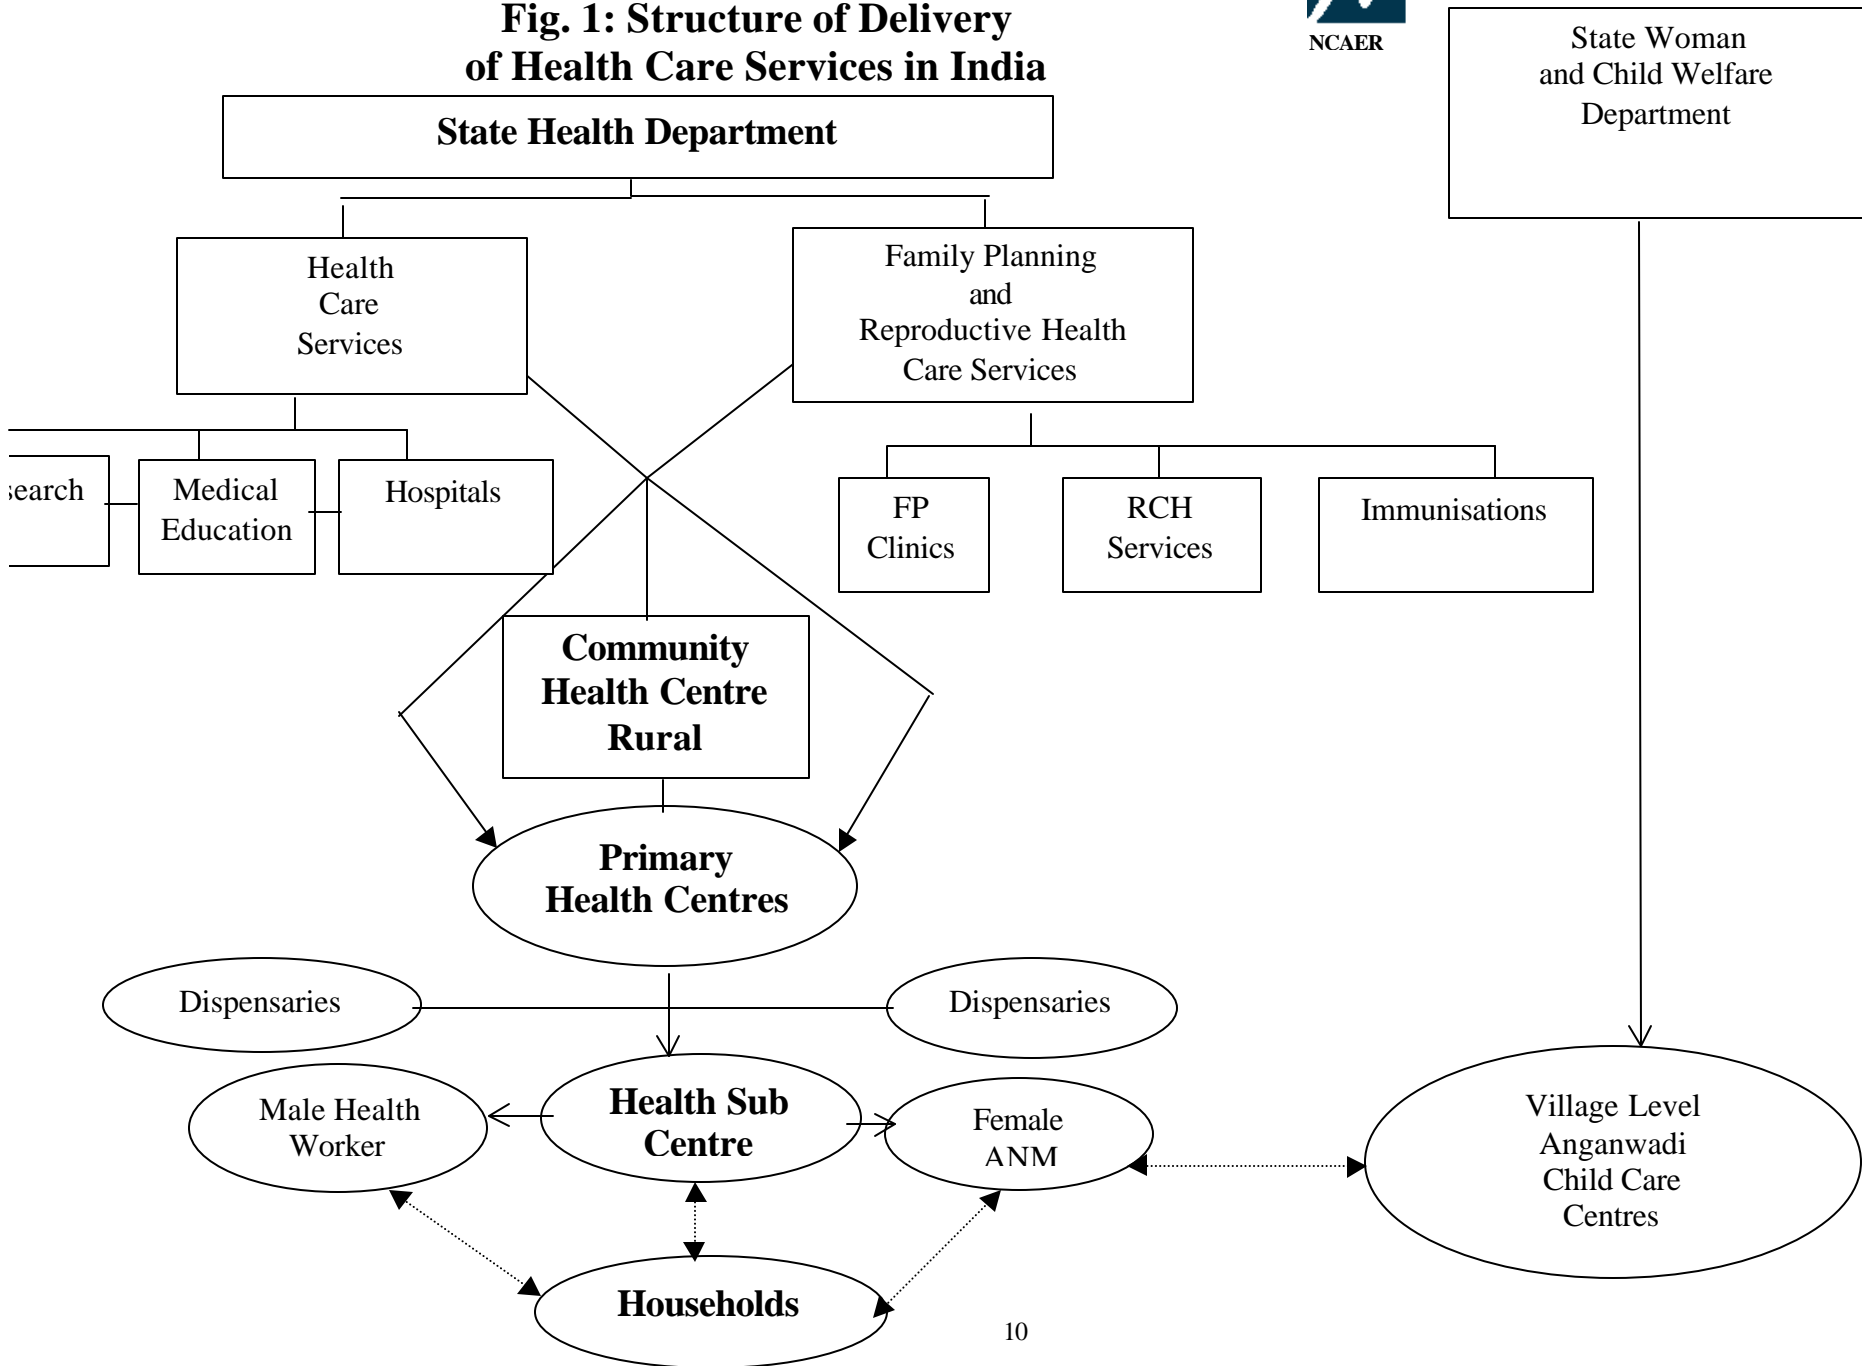 Fig. 1: Structure of Delivery
of Health Care Services in India
NCAER
State Woman
and Child Welfare
Department
State Health Department
Health
Care
Services
Family Planning
and
Reproductive Health
Care Services
search
Medical
Education
Hospitals
FP
Clinics
RCH
Services
Immunisations
Community
Health Centre
Rural
Primary
Health Centres
Dispensaries
Dispensaries
Male Health
Worker
Health Sub
Centre
Female
ANM
Village Level
Anganwadi
Child Care
Centres
Households
10